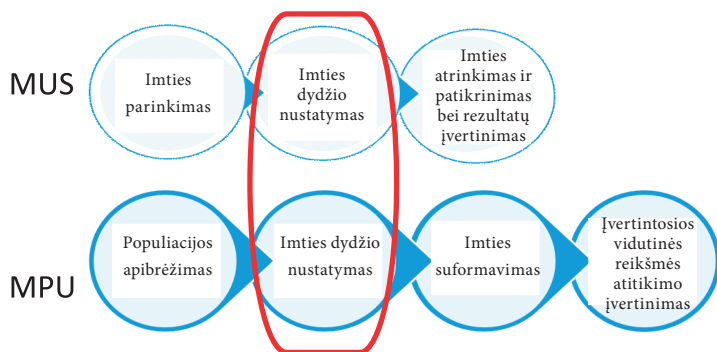 MUS
Imties
parinkimas
Imties
dydžio
nustatymas
Imties
atrinkimas ir
patikrinimas
bei rezultatų
įvertinimas
MPU
Populiacijos
apibrėžimas
Imties dydžio
nustatymas
Imties
suformavimas
Įvertintosios
vidutinės
reikšmės
atitikimo
įvertinimas